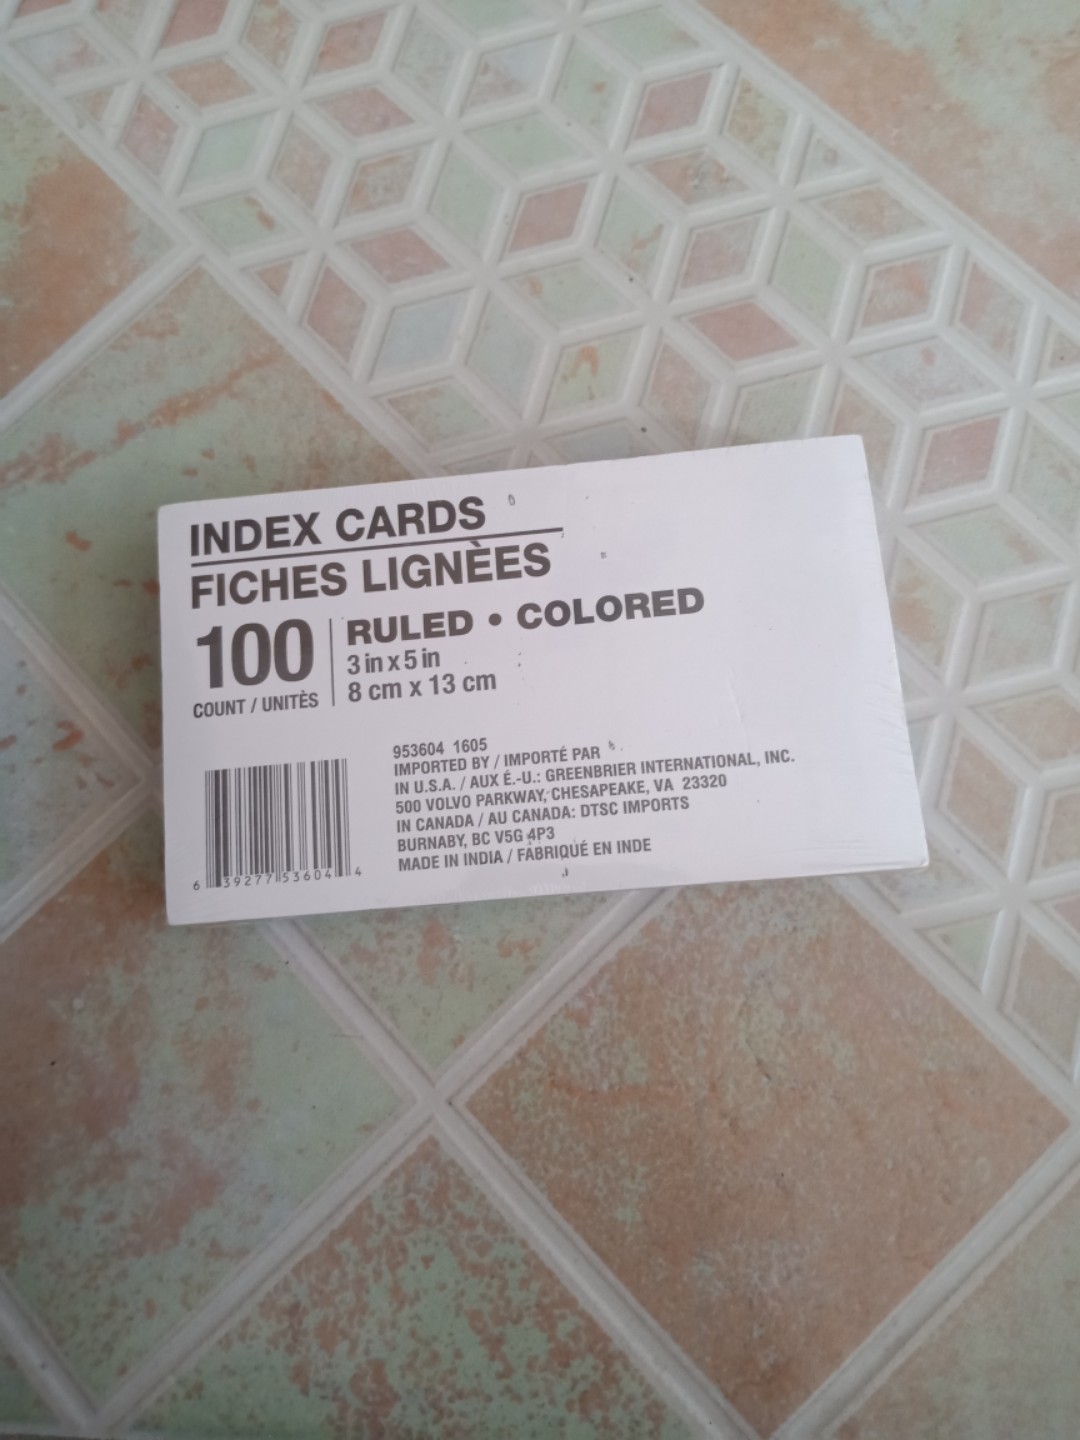 INDEX CARDS
FICHES LIGNÈES
100
COUNT / UNITÈS
RULED • COLORED
3 in x 5 in
8 cm x 13 cm
953604 1605
IMPORTED BY / IMPORTÉ PAR
IN U.S.A. / AUX É.-U.: GREENBRIER INTERNATIONAL, INC.
500 VOLVO PARKWAY, CHESAPEAKE, VA 23320
IN CANADA / AU CANADA: DTSC IMPORTS
BURNABY, BC V5G 4P3
MADE IN INDIA / FABRIQUÉ EN INDE
6 39277 53604 4